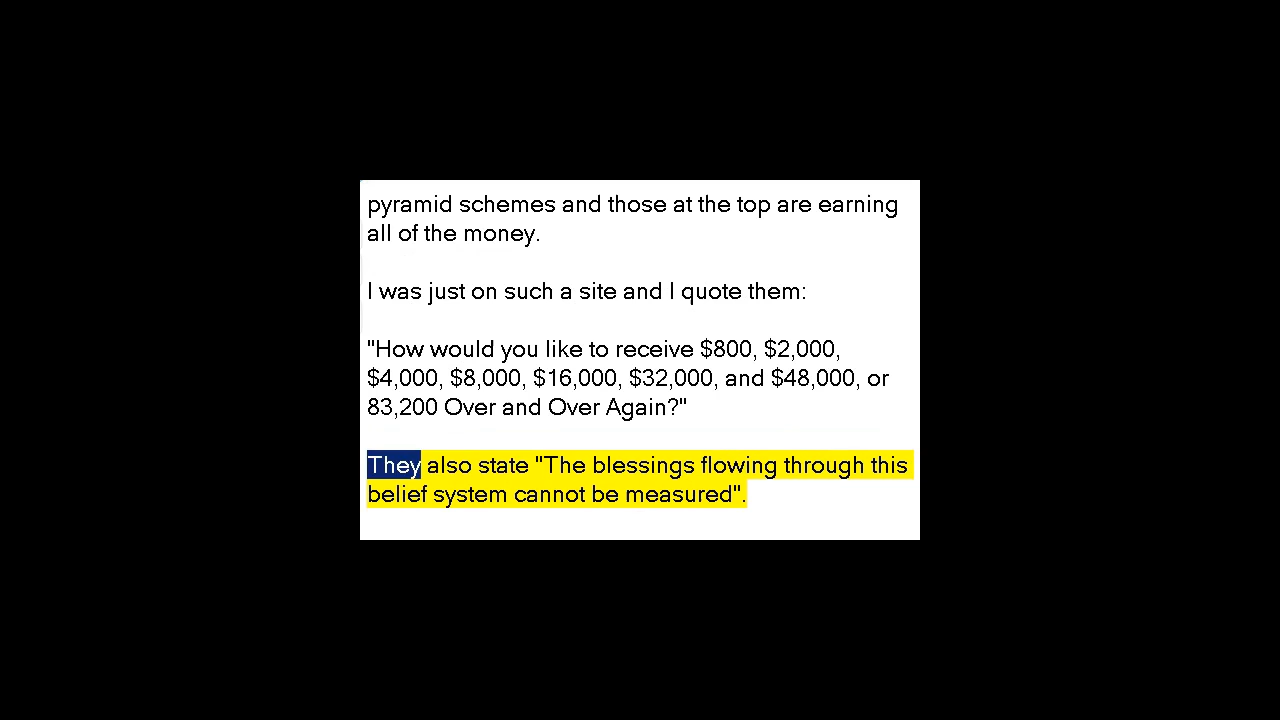 pyramid schemes and those at the top are earning
all of the money.
I was just on such a site and I quote them:
"How would you like to receive $800, $2,000,
$4,000, $8,000, $16,000, $32,000, and $48,000, or
83,200 Over and Over Again?"
They also state "The blessings flowing through this
belief system cannot be measured".